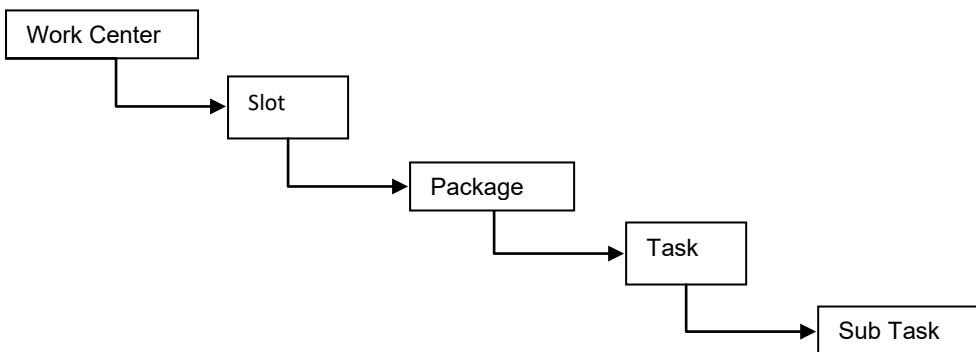 Work Center
Slot
Package
Task
Sub Task